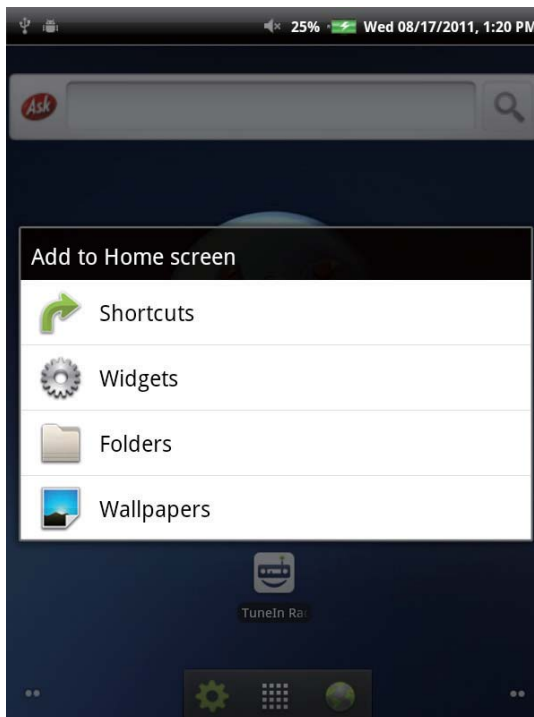 25% Wed 08/17/2011, 1:20 PM
Ask
Add to Home screen
Shortcuts
Widgets
Folders
Wallpapers
TuneIn Ra